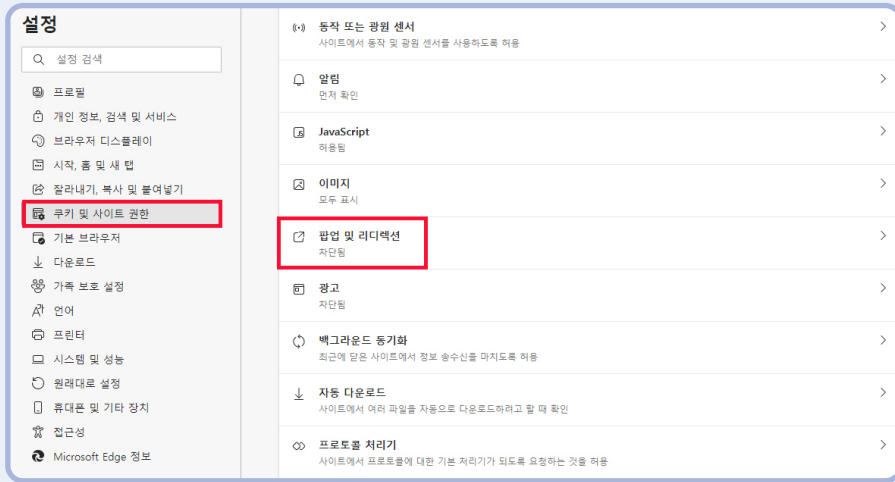 설정
설정 검색
프로필
개인 정보, 검색 및 서비스
브라우저 디스플레이
시작, 홈 및 새 탭
잘라내기, 복사 및 붙여넣기
쿠키 및 사이트 권한
기본 브라우저
다운로드
가족 보호 설정
언어
프린터
시스템 및 성능
원래대로 설정
휴대폰 및 기타 장치
접근성
Microsoft Edge 정보
동작 또는 광원 센서
사이트에서 동작 및 광원 센서를 사용하도록 허용
알림
먼저 확인
JavaScript
허용됨
이미지
모두 표시
팝업 및 리디렉션
차단됨
광고
차단됨
백그라운드 동기화
최근에 닫은 사이트에서 정보 송수신을 마치도록 허용
자동 다운로드
사이트에서 여러 파일을 자동으로 다운로드하려고 할 때 확인
프로토콜 처리기
사이트에서 프로토콜에 대한 기본 처리기가 되도록 요청하는 것을 허용